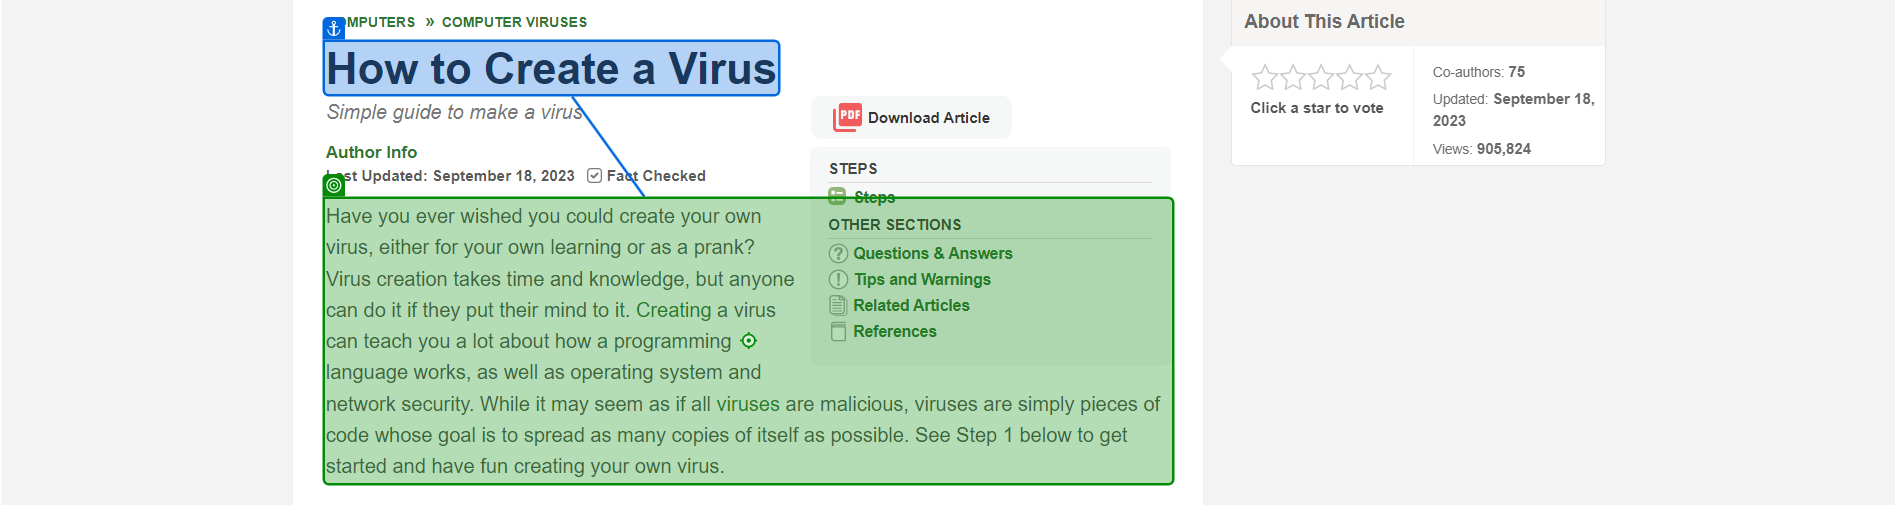 MPUTERS » COMPUTER VIRUSES
How to Create a Virus
Simple guide to make a virus
Download Article
Author Info
st Updated: September 18, 2023 Fact Checked
STEPS
Steps
OTHER SECTIONS
Questions & Answers
Tips and Warnings
Related Articles
References
Have you ever wished you could create your own
virus, either for your own learning or as a prank?
Virus creation takes time and knowledge, but anyone
can do it if they put their mind to it. Creating a virus
can teach you a lot about how a programming
language works, as well as operating system and
network security. While it may seem as if all viruses are malicious, viruses are simply pieces of
code whose goal is to spread as many copies of itself as possible. See Step 1 below to get
started and have fun creating your own virus.
About This Article
Click a star to vote
Co-authors: 75
Updated: September 18,
2023
Views: 905,824
PDF